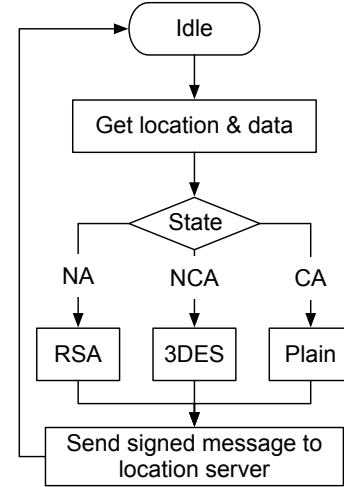 Idle
Get location & data
State
NA
NCA
CA
RSA
3DES
Plain
Send signed message to
location server